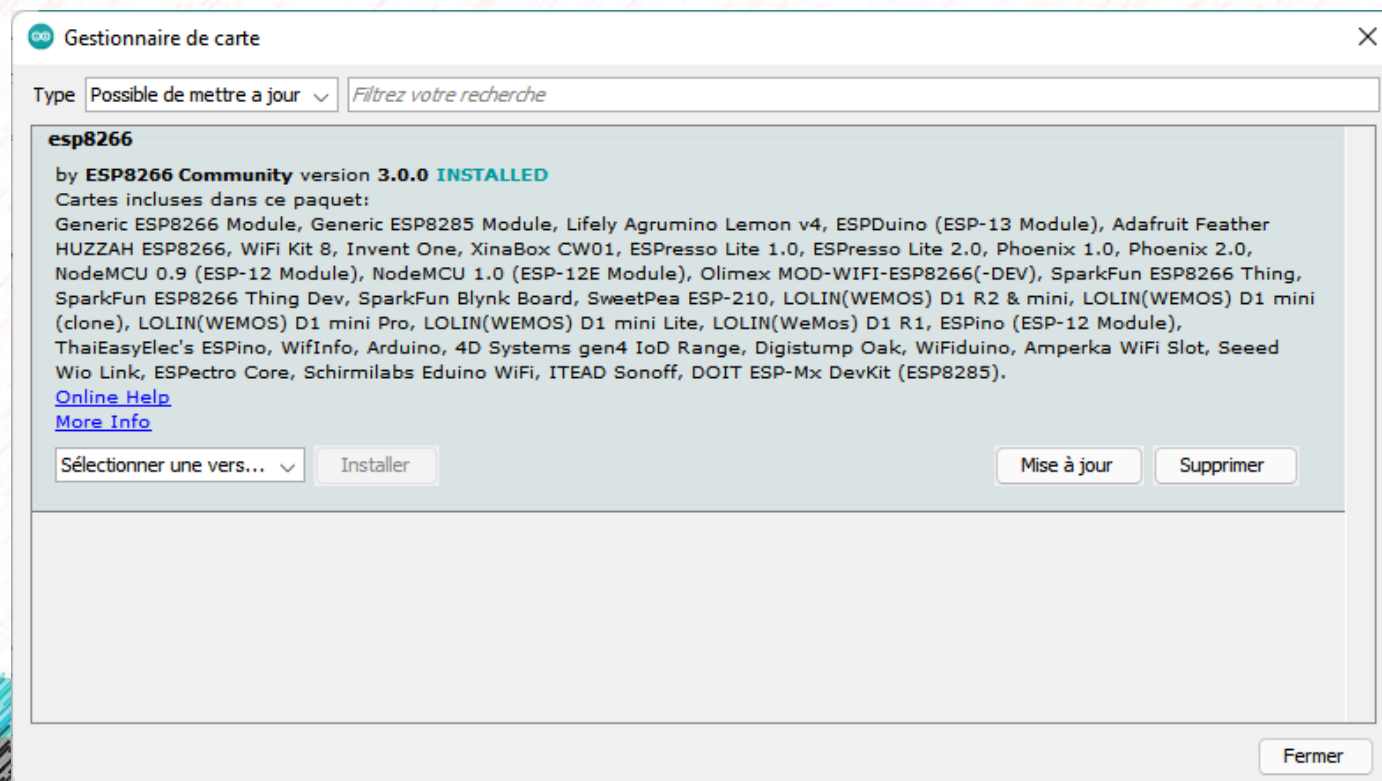 Gestionnaire de carte
Type Possible de mettre a jour Filtrez votre recherche
esp8266
by ESP8266 Community version 3.0.0 INSTALLED
Cartes incluses dans ce paquet:
Generic ESP8266 Module, Generic ESP8285 Module, Lifely Agrumino Lemon v4, ESPDuino (ESP-13 Module), Adafruit Feather
HUZZAH ESP8266, WiFi Kit 8, Invent One, XinaBox CW01, ESPresso Lite 1.0, ESPresso Lite 2.0, Phoenix 1.0, Phoenix 2.0,
NodeMCU 0.9 (ESP-12 Module), NodeMCU 1.0 (ESP-12E Module), Olimex MOD-WIFI-ESP8266(-DEV), SparkFun ESP8266 Thing,
SparkFun ESP8266 Thing Dev, SparkFun Blynk Board, SweetPea ESP-210, LOLIN(WEMOS) D1 R2 & mini, LOLIN(WEMOS) D1 mini
(clone), LOLIN(WEMOS) D1 mini Pro, LOLIN(WEMOS) D1 mini Lite, LOLIN(WeMos) D1 R1, ESPino (ESP-12 Module),
ThaiEasyElec's ESPino, WifInfo, Arduino, 4D Systems gen4 IoD Range, Digistump Oak, WiFiduino, Amperka WiFi Slot, Seeed
Wio Link, ESPectro Core, Schirmilabs Eduino WiFi, ITEAD Sonoff, DOIT ESP-Mx DevKit (ESP8285).
Online Help
More Info
Sélectionner une vers... Installer Mise à jour Supprimer
Fermer